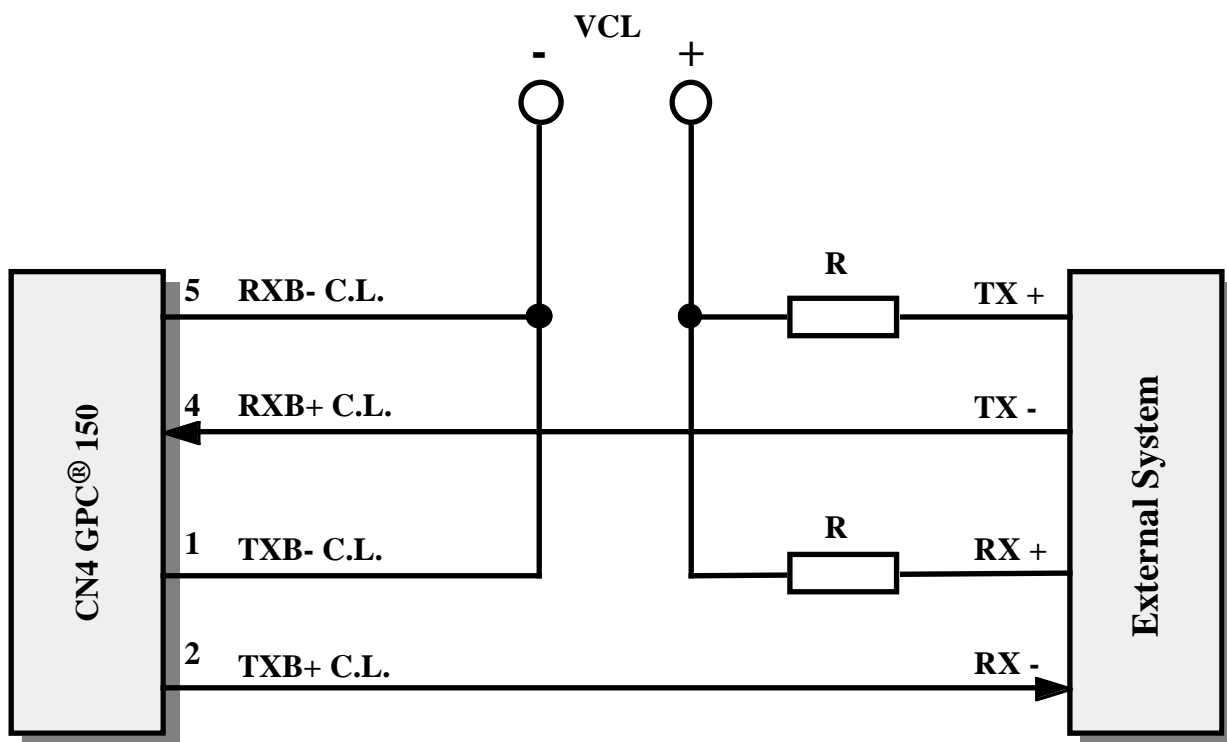 VCL
- +
R
5 RXB- C.L. TX +
4 RXB+ C.L. TX -
R
1 TXB- C.L. RX +
2 TXB+ C.L. RX -
CN4 GPC® 150
External System